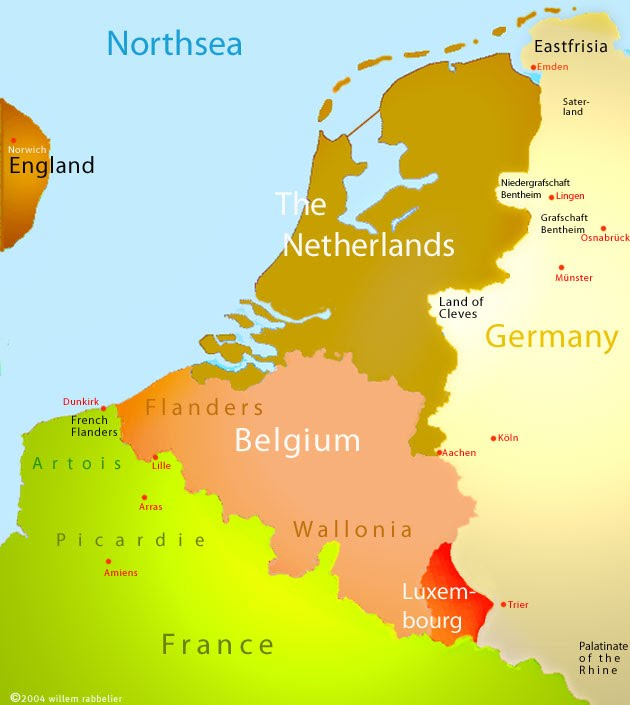 Northsea
Eastfrisia
Emden
Sater-
land
Norwich
England
Niedergrafschaft
Bentheim
Lingen
The
Netherlands
Grafschaft
Bentheim
Osnabrück
Münster
Land of
Cleves
Germany
Dunkirk
Flanders
French
Flanders
Belgium
Köln
Aachen
Artois
Lille
Arras
Wallonia
Picardie
Amiens
Luxem-
bourg
Trier
France
Palatinate
of the
Rhine
©2004 willem rabbelier